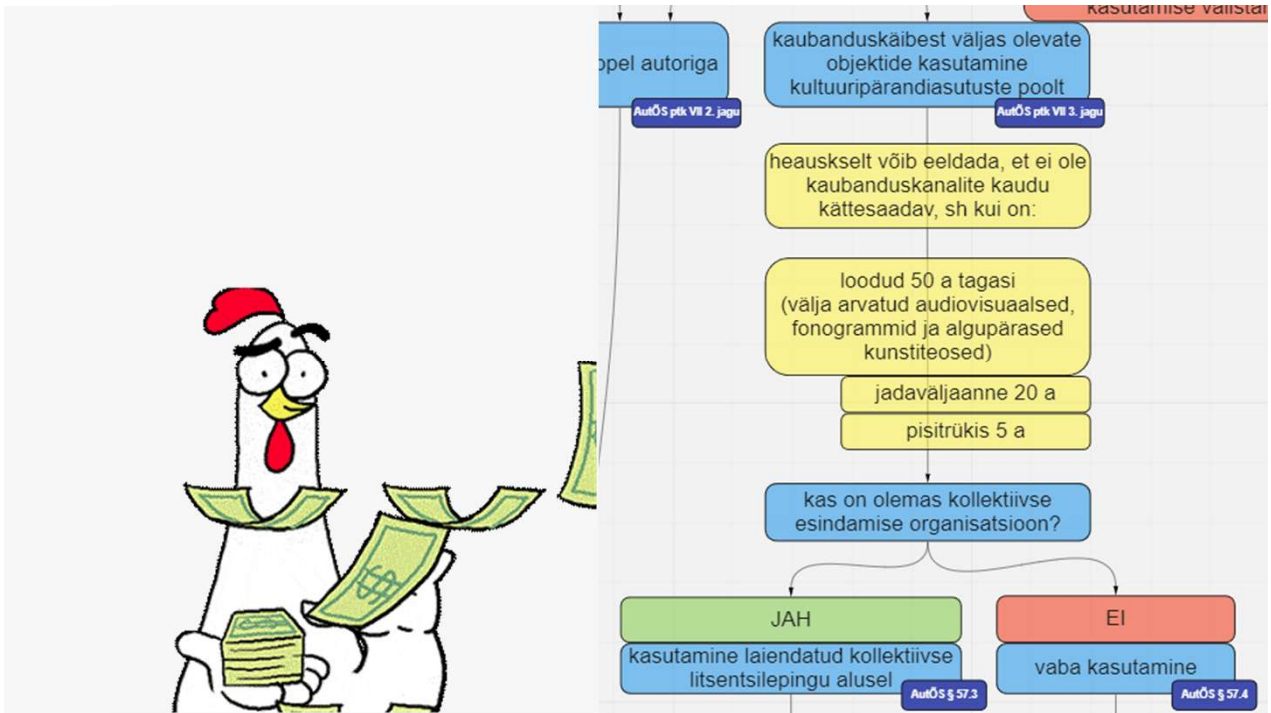 kasutamise välistam
ppel autoriga
AutÕS ptk VII 2. jagu
kaubanduskäibest väljas olevate
objektide kasutamine
kultuuripärandiasutuste poolt
AutÕS ptk VII 3. jagu
heauskselt võib eeldada, et ei ole
kaubanduskanalite kaudu
kättesaadav, sh kui on:
loodud 50 a tagasi
(välja arvatud audiovisuaalsed,
fonogrammid ja algupärased
kunstiteosed)
jadaväljaanne 20 a
pisitrükis 5 a
kas on olemas kollektiivse
esindamise organisatsioon?
JAH
kasutamine laiendatud kollektiivse
litsentsilepingu alusel
AutÕS § 57.3
EI
vaba kasutamine
AutÕS § 57.4